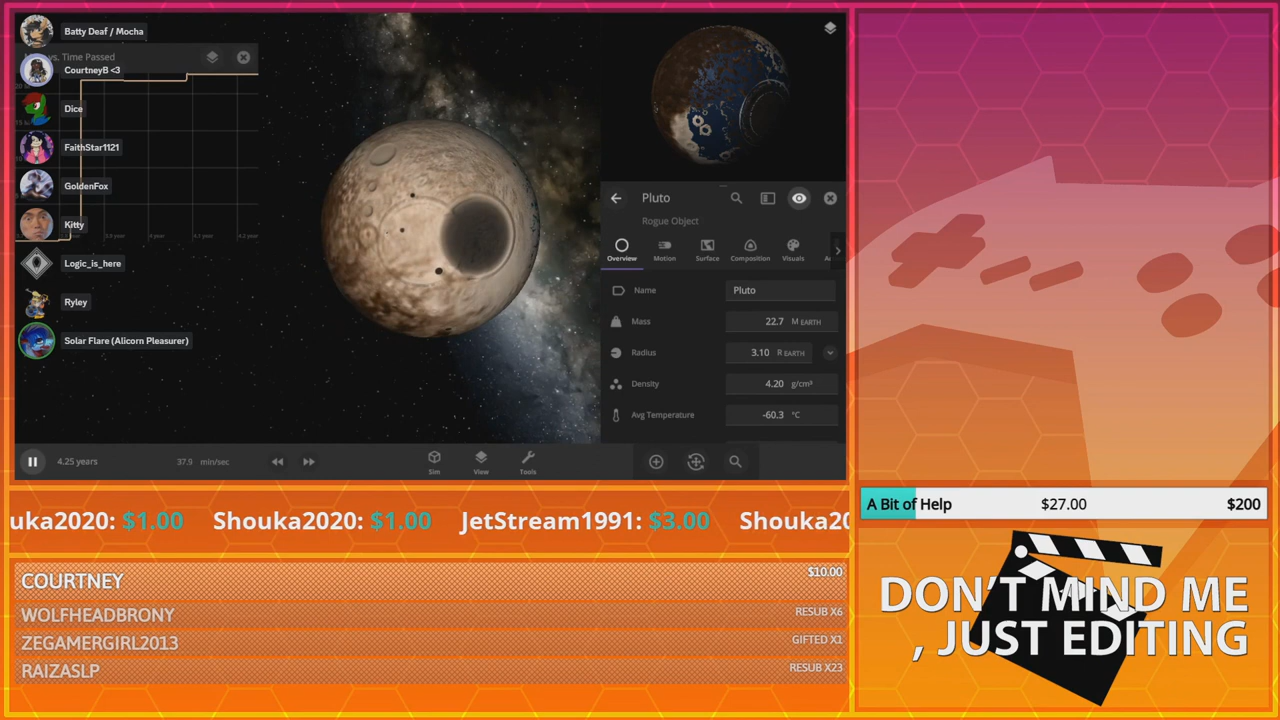 Batty Deaf / Mocha
vs. Time Passed
CourtneyB <3
Dice
FaithStar1121
GoldenFox
Kitty
Logic_is_here
Ryley
Solar Flare (Alicorn Pleasurer)
Pluto
Rogue Object
Overview
Motion
Surface
Composition
Visuals
Name
Pluto
Mass
22.7 M EARTH
Radius
3.10 R EARTH
Density
4.20 g/cm³
Avg Temperature
-60.3 °C
4.25 years
37.9 min/sec
Sim
View
Tools
uka2020: $1.00 Shouka2020: $1.00 JetStream1991: $3.00 Shouka20
COURTNEY
$10.00
WOLFHEADBRONY
RESUB X6
ZEGAMERGIRL2013
GIFTED X1
RAIZASLP
RESUB X23
A Bit of Help $27.00 $200
DON'T MIND ME
, JUST EDITING